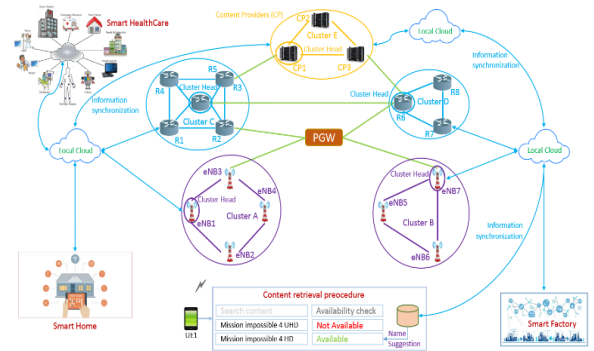 Smart HealthCare
Content Providers (CP)
CP2
Cluster E
Cluster Head
CP1
CP3
Local Cloud
Information
synchronization
R5
R4
R3
Cluster Head
Cluster C
R1
R2
Cluster Head
R8
Cluster D
R6
R7
Information
synchronization
Local Cloud
PGW
Local Cloud
eNB3
eNB4
Cluster Head
Cluster A
eNB1
eNB2
Cluster Head
eNB7
eNB5
Cluster B
eNB6
Information
synchronization
Smart Home
Content retrieval preocedure
Search content
Availability check
Mission impossible 4 UHD
Not Available
Mission impossible 4 HD
Available
Name
Suggestion
UE1
Smart Factory